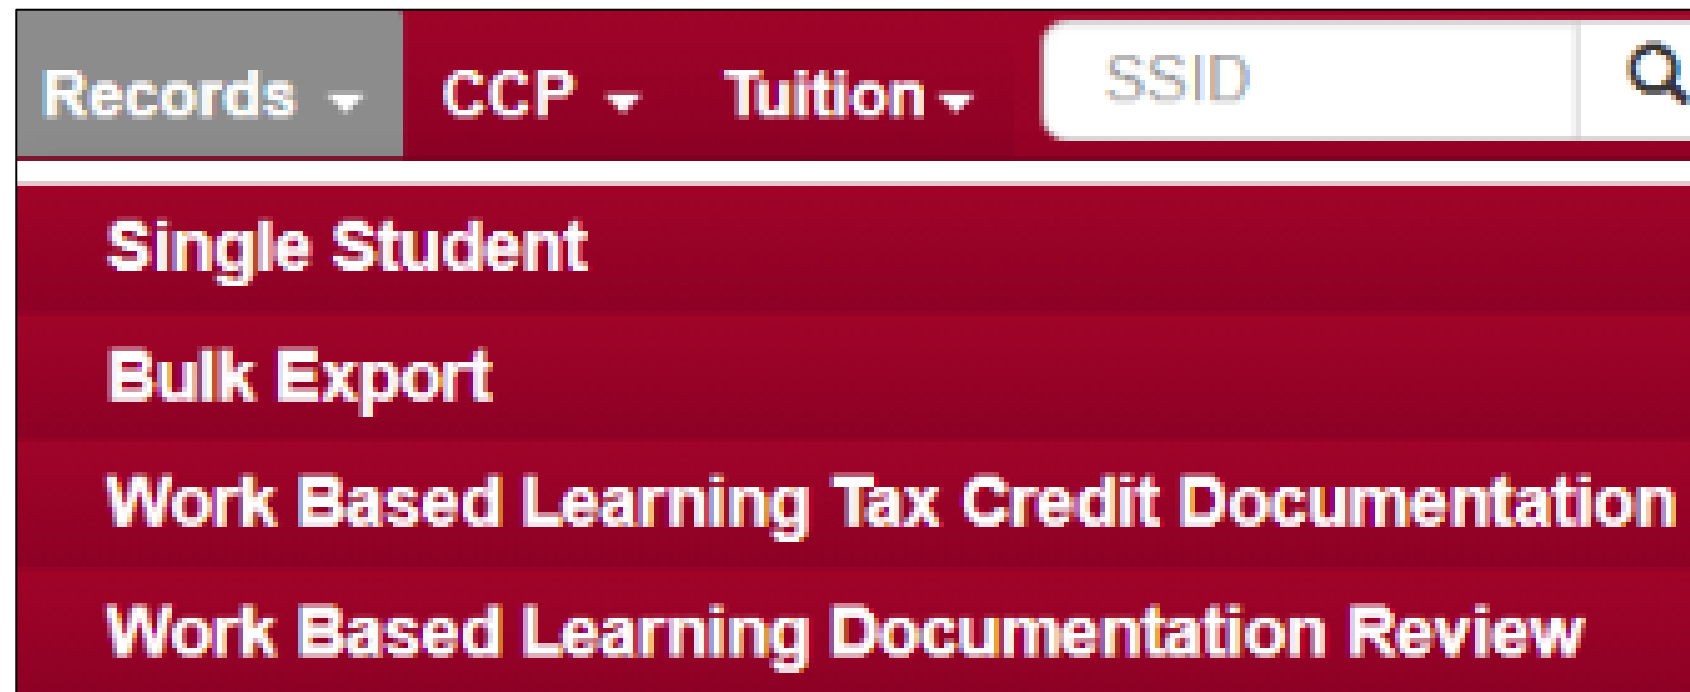 Records CCP Tuition SSID
Single Student
Bulk Export
Work Based Learning Tax Credit Documentation
Work Based Learning Documentation Review